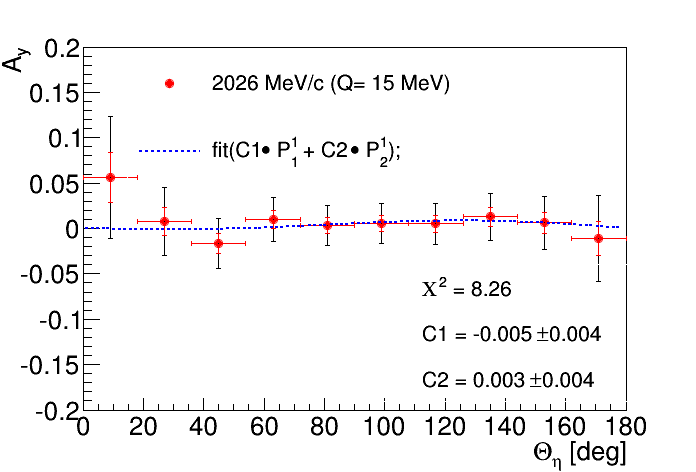 A_y
0.2
0.15
0.1
0.05
0
-0.05
-0.1
-0.15
-0.2
2026 MeV/c (Q= 15 MeV)
fit(C1• P_1^1 + C2• P_2^1);
χ^2 = 8.26
C1 = -0.005 ±0.004
C2 = 0.003 ±0.004
0 20 40 60 80 100 120 140 160 180
Θ_η [deg]